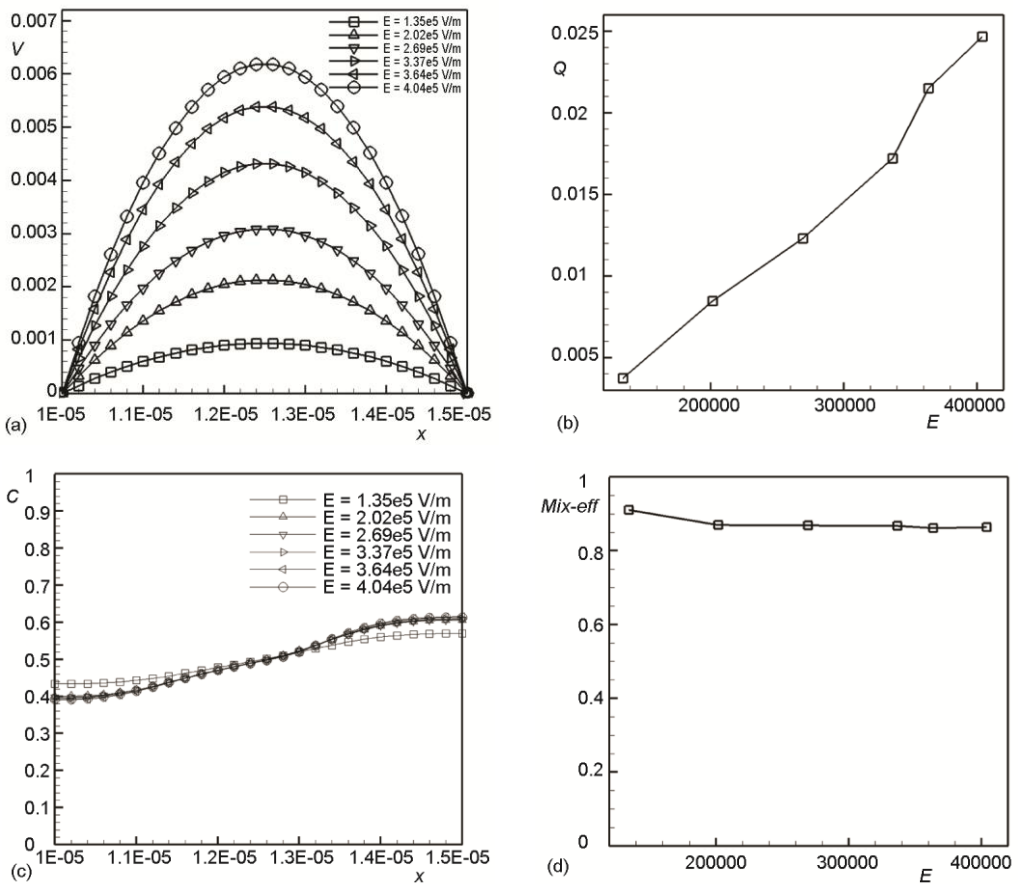 0.007
V
0.006
0.005
0.004
0.003
0.002
0.001
0
E = 1.35e5 V/m
E = 2.02e5 V/m
E = 2.69e5 V/m
E = 3.37e5 V/m
E = 3.64e5 V/m
E = 4.04e5 V/m
1E-05 1.1E-05 1.2E-05 1.3E-05 1.4E-05 1.5E-05
(a) x
0.025
Q
0.02
0.015
0.01
0.005
200000 300000 400000
(b) E
1
C
0.9
0.8
0.7
0.6
0.5
0.4
0.3
0.2
0.1
0
E = 1.35e5 V/m
E = 2.02e5 V/m
E = 2.69e5 V/m
E = 3.37e5 V/m
E = 3.64e5 V/m
E = 4.04e5 V/m
1E-05 1.1E-05 1.2E-05 1.3E-05 1.4E-05 1.5E-05
(c) x
1
Mix-eff
0.8
0.6
0.4
0.2
0
200000 300000 400000
(d) E